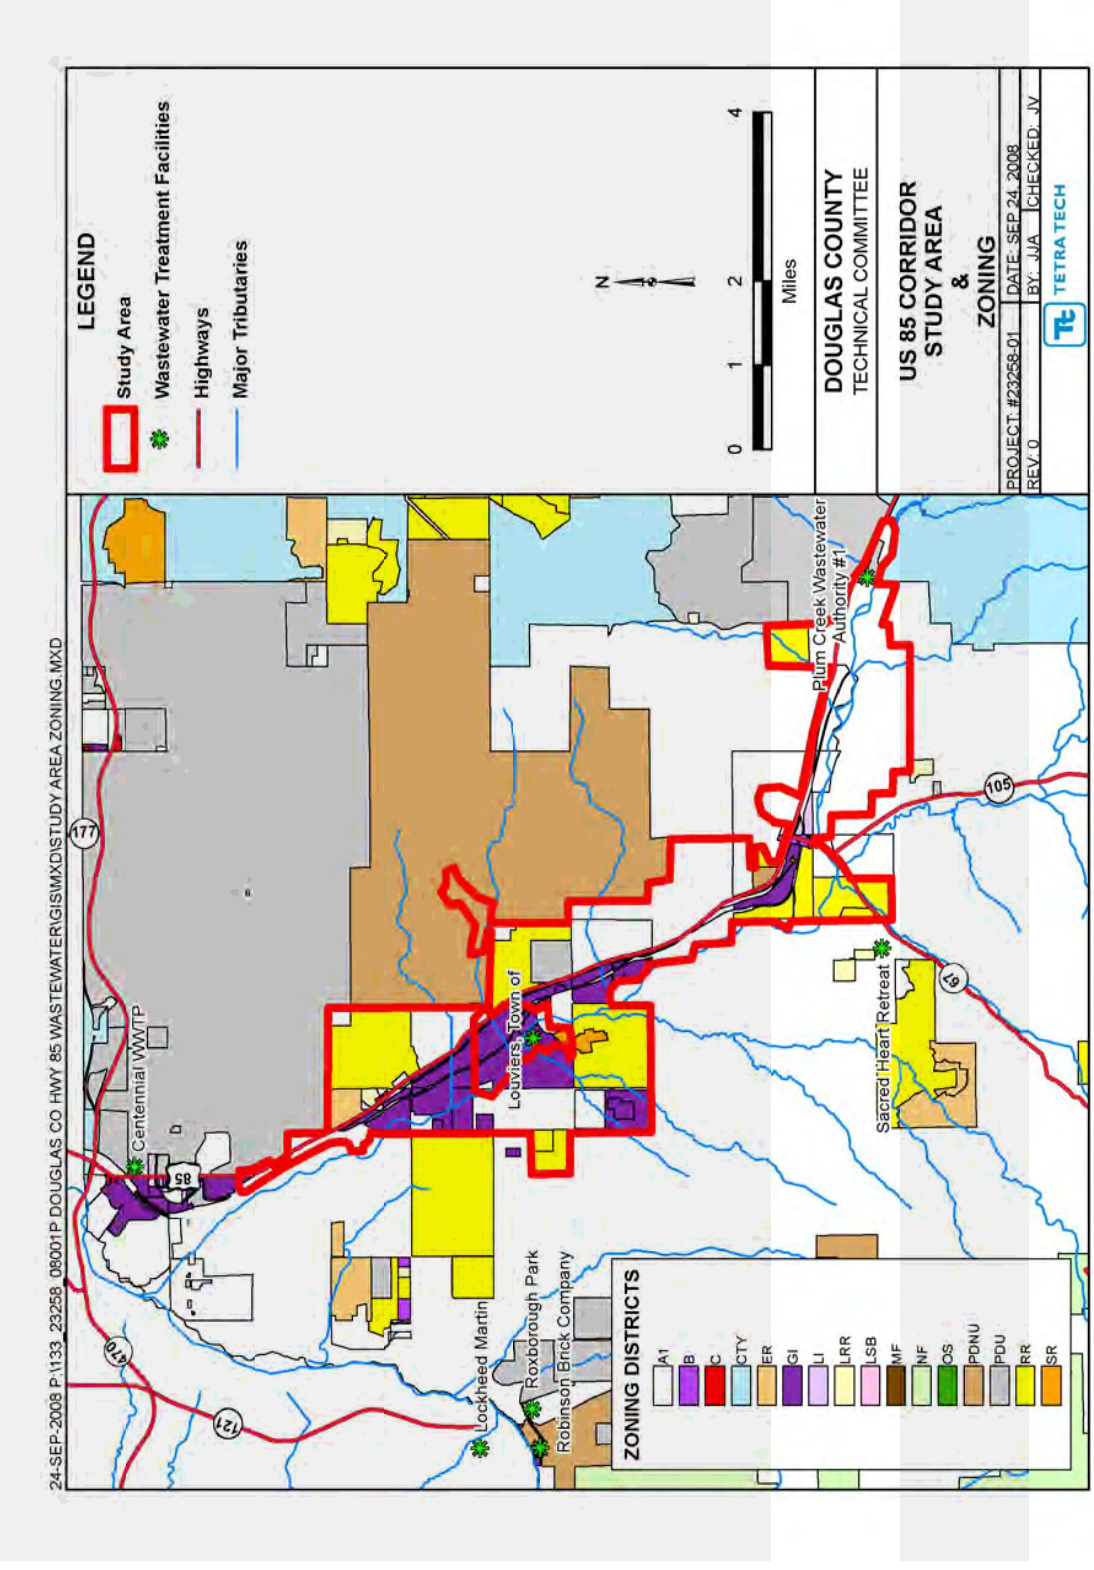 24-SEP-2008 P:\133_23258_08001\P DOUGLAS CO HWY 85 WASTEWATER\GIS\MXD\STUDY AREA ZONING.MXD
LEGEND
Study Area
Wastewater Treatment Facilities
Highways
Major Tributaries
N
0 1 2 4
Miles
DOUGLAS COUNTY
TECHNICAL COMMITTEE
US 85 CORRIDOR
STUDY AREA
&
ZONING
PROJECT: #23258-01
DATE: SEP 24, 2008
REV: 0
BY: JJA
CHECKED: JV
Tt TETRA TECH
177
470
121
85
Centennial WWTP
Louviers, Town of
Lockheed Martin
Roxborough Park
Robinson Brick Company
Plum Creek Wastewater
Authority #1
Sacred Heart Retreat
67
105
ZONING DISTRICTS
A1
B
C
CTY
ER
GI
LI
LRR
LSB
MF
NF
OS
PDNU
PDU
RR
SR